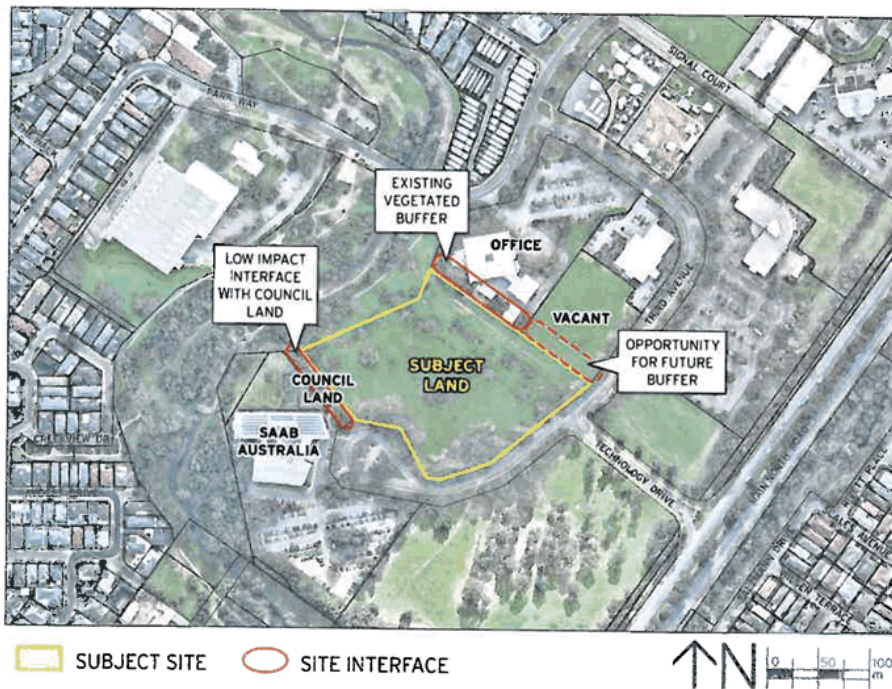 SIGNAL COURT
PARK WAY
EXISTING
VEGETATED
BUFFER
OFFICE
LOW IMPACT
INTERFACE
WITH COUNCIL
LAND
THIRD AVENUE
VACANT
OPPORTUNITY
FOR FUTURE
BUFFER
SUBJECT
LAND
COUNCIL
LAND
SAAB
AUSTRALIA
TECHNOLOGY DRIVE
SUBJECT SITE
SITE INTERFACE
N
0
50
100
m